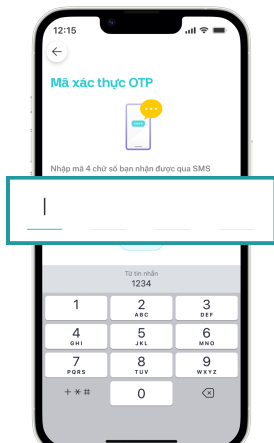 12:15
Mã xác thực OTP
Nhập mã 4 chữ số bạn nhận được qua SMS
Từ tin nhắn
1234
1 2 3
ABC DEF
4 5 6
GHI JKL MNO
7 8 9
PQRS TUV WXYZ
+ * # 0